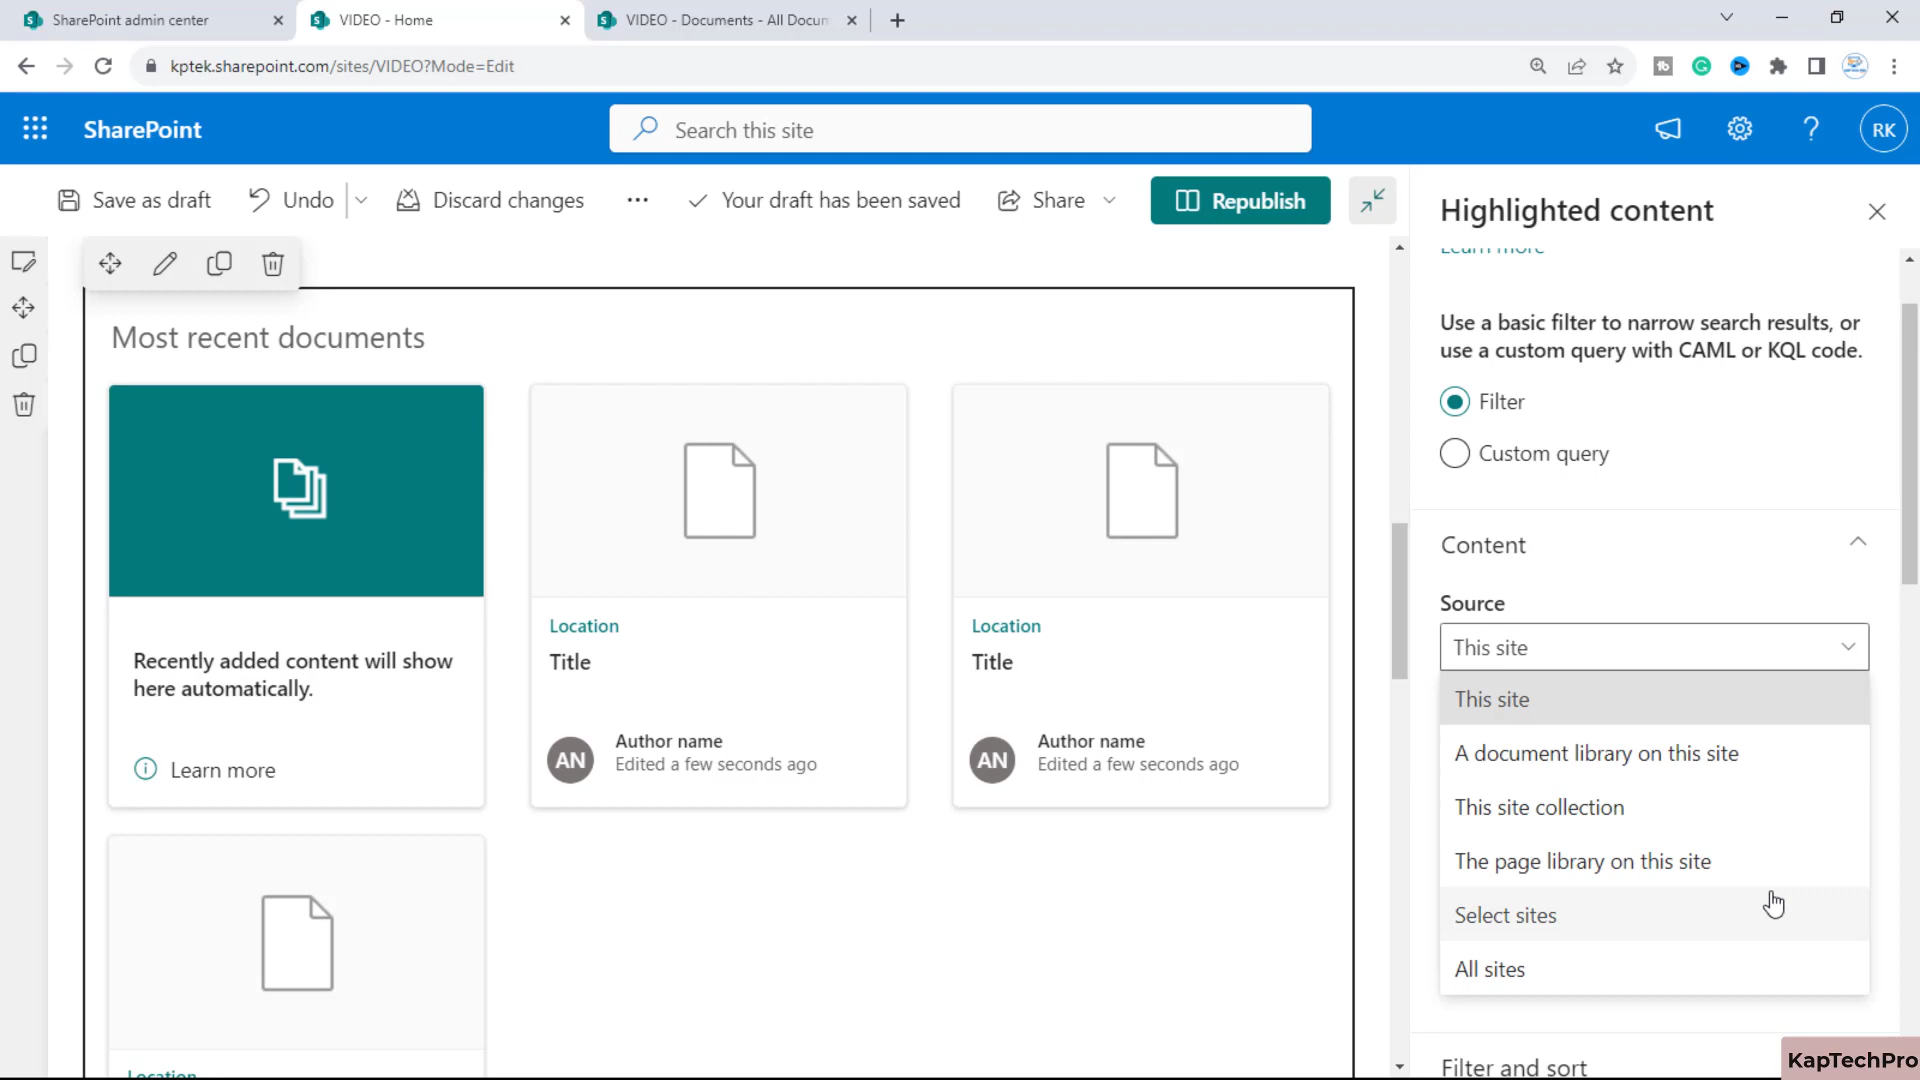 SharePoint admin center
VIDEO - Home
VIDEO - Documents - All Docum
kptek.sharepoint.com/sites/VIDEO?Mode=Edit
SharePoint
Search this site
RK
Save as draft
Undo
Discard changes
Your draft has been saved
Share
Republish
Highlighted content
Learn more
Use a basic filter to narrow search results, or
use a custom query with CAML or KQL code.
Filter
Custom query
Content
Source
This site
This site
A document library on this site
This site collection
The page library on this site
Select sites
All sites
Filter and sort
Most recent documents
Recently added content will show
here automatically.
Learn more
Location
Title
AN
Author name
Edited a few seconds ago
Location
Title
AN
Author name
Edited a few seconds ago
Location
KapTechPro